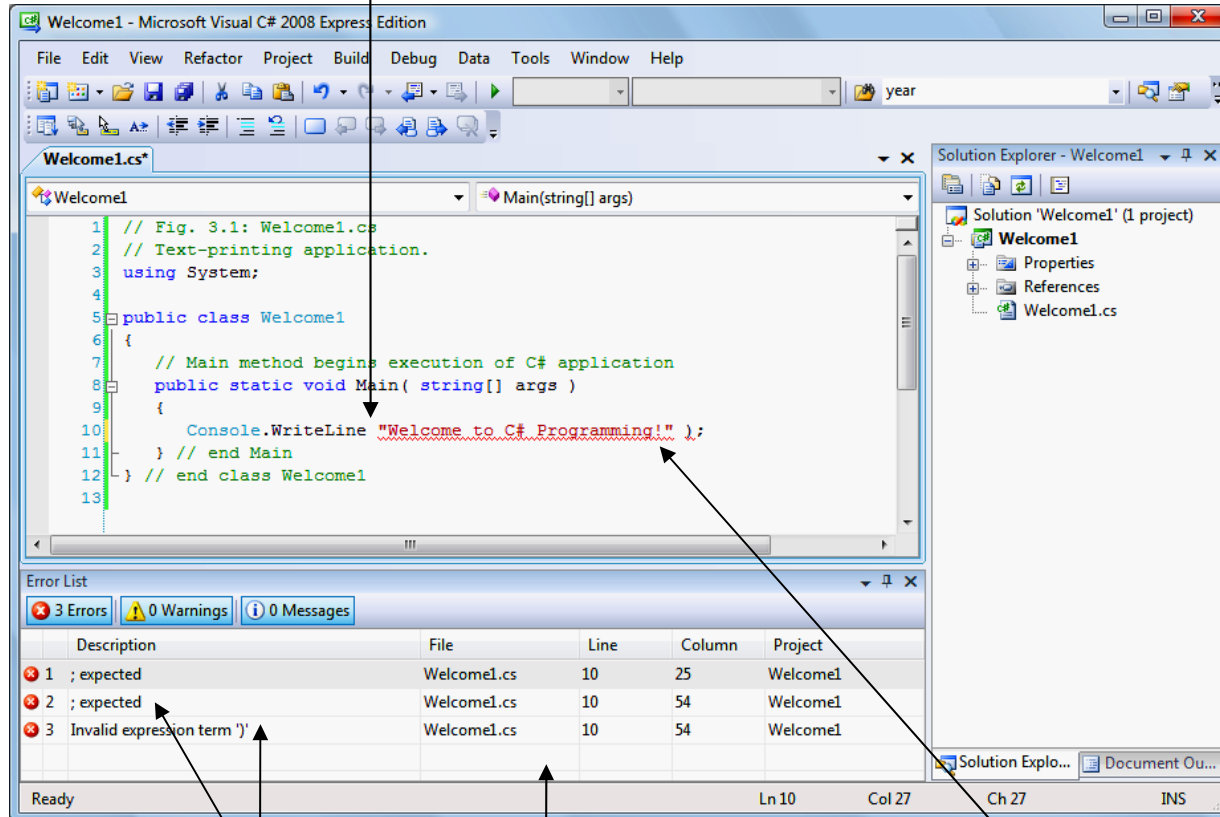 Welcome1 - Microsoft Visual C# 2008 Express Edition
File Edit View Refactor Project Build Debug Data Tools Window Help
year
Welcome1.cs*
Solution Explorer - Welcome1
Welcome1
Main(string[] args)
Solution 'Welcome1' (1 project)
Welcome1
Properties
References
Welcome1.cs
1 // Fig. 3.1: Welcome1.cs
2 // Text-printing application.
3 using System;
4
5 public class Welcome1
6 {
7 // Main method begins execution of C# application
8 public static void Main( string[] args )
9 {
10 Console.WriteLine "Welcome to C# Programming!" );
11 } // end Main
12 } // end class Welcome1
13
Error List
3 Errors 0 Warnings 0 Messages
Description File Line Column Project
1 ; expected Welcome1.cs 10 25 Welcome1
2 ; expected Welcome1.cs 10 54 Welcome1
3 Invalid expression term ')' Welcome1.cs 10 54 Welcome1
Solution Explo... Document Ou...
Ready Ln 10 Col 27 Ch 27 INS